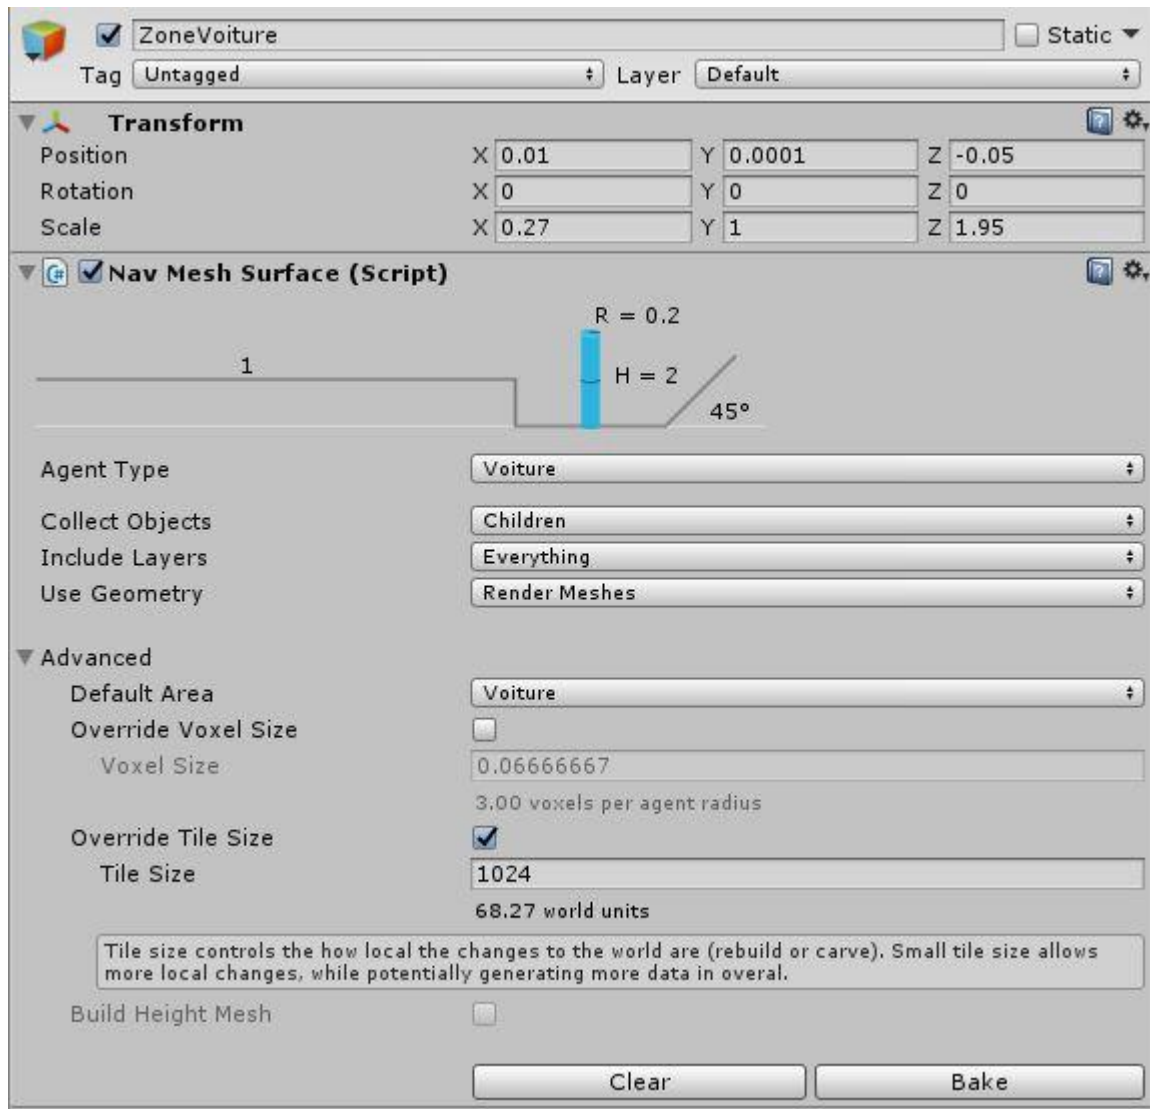 ZoneVoiture Static
Tag Untagged Layer Default
Transform
Position X 0.01 Y 0.0001 Z -0.05
Rotation X 0 Y 0 Z 0
Scale X 0.27 Y 1 Z 1.95
C# Nav Mesh Surface (Script)
R = 0.2
1
H = 2
45°
Agent Type Voiture
Collect Objects Children
Include Layers Everything
Use Geometry Render Meshes
Advanced
Default Area Voiture
Override Voxel Size
Voxel Size 0.06666667
3.00 voxels per agent radius
Override Tile Size
Tile Size 1024
68.27 world units
Tile size controls the how local the changes to the world are (rebuild or carve). Small tile size allows
more local changes, while potentially generating more data in overal.
Build Height Mesh
Clear Bake